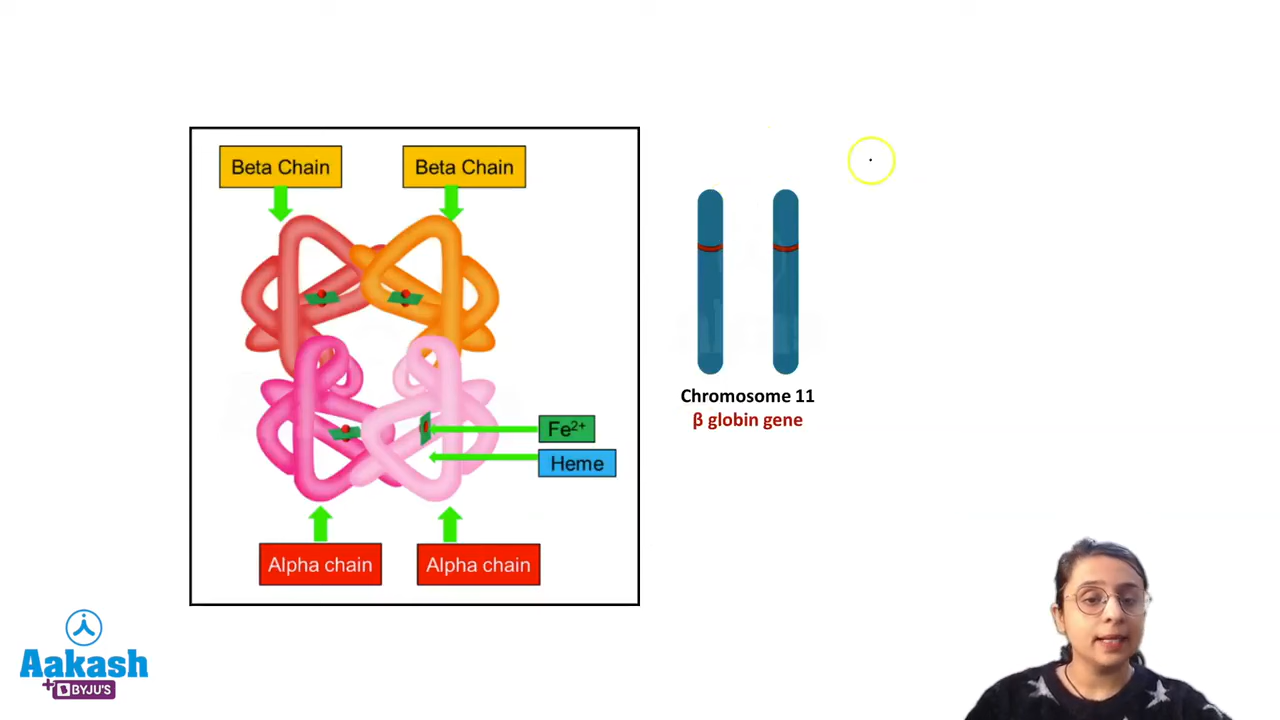 Beta Chain
Beta Chain
Fe²⁺
Heme
Alpha chain
Alpha chain
Chromosome 11
β globin gene
Aakash
+ BYJU'S